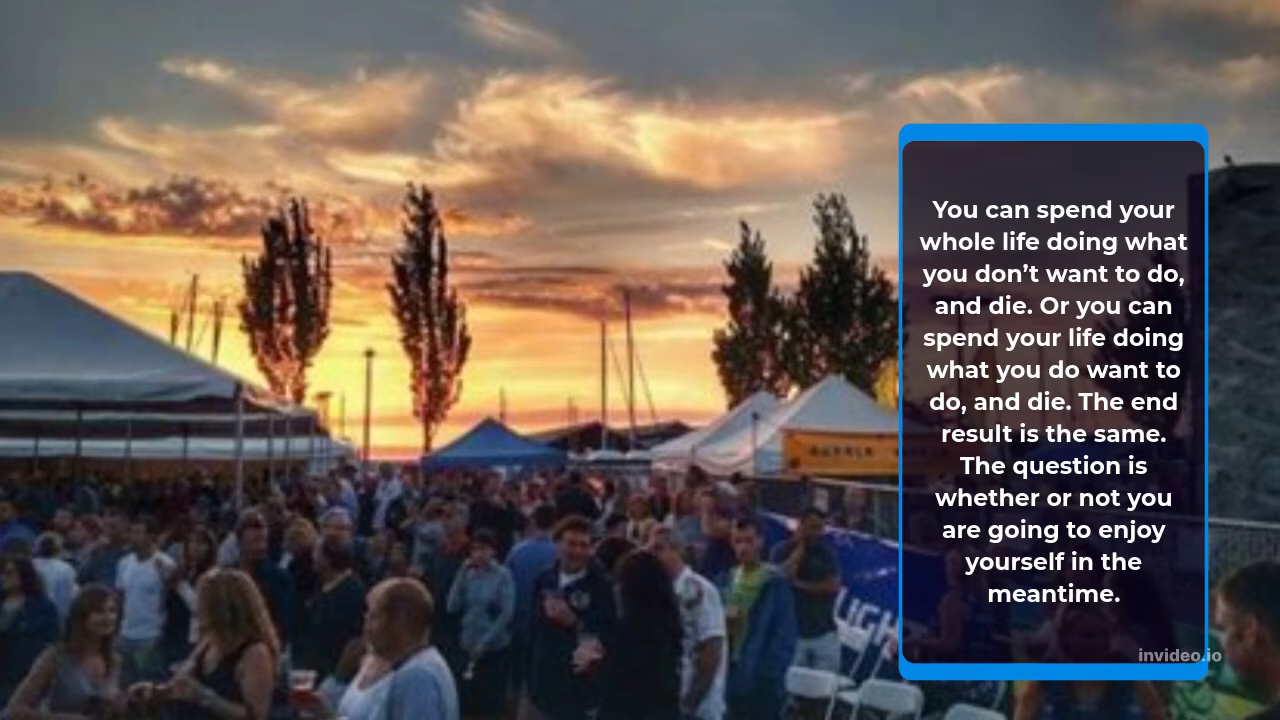 You can spend your
whole life doing what
you don’t want to do,
and die. Or you can
spend your life doing
what you do want to
do, and die. The end
result is the same.
The question is
whether or not you
are going to enjoy
yourself in the
meantime.
invideo.io